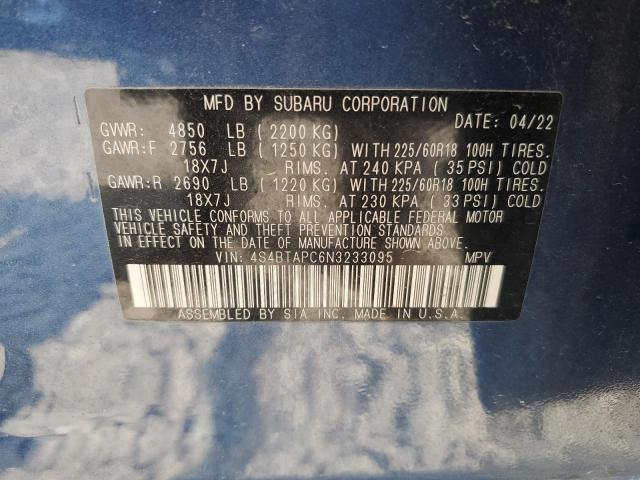 MFD BY SUBARU CORPORATION
DATE: 04/22
GVWR: 4850 LB (2200 KG)
GAWR:F 2756 LB (1250 KG) WITH 225/60R18 100H TIRES.
18X7J RIMS. AT 240 KPA (35 PSI) COLD
GAWR:R 2690 LB (1220 KG) WITH 225/60R18 100H TIRES.
18X7J RIMS. AT 230 KPA (33 PSI) COLD
THIS VEHICLE CONFORMS TO ALL APPLICABLE FEDERAL MOTOR
VEHICLE SAFETY AND THEFT PREVENTION STANDARDS
IN EFFECT ON THE DATE OF MANUFACTURE SHOWN ABOVE.
VIN: 4S4BTAPC6N3233095 MPV
ASSEMBLED BY SIA INC. MADE IN U.S.A.